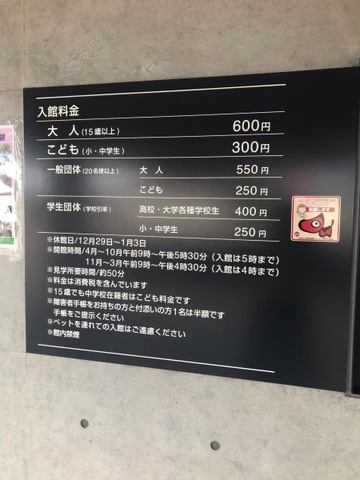 入館料金
大 人 (15歳以上) 600円
こども (小・中学生) 300円
一般団体 (20名様以上) 大 人 550円
こども 250円
学生団体 (学校引率) 高校・大学各種学校生 400円
小・中学生 250円
※休館日/12月29日〜1月3日
※開館時間/4月〜10月午前9時〜午後5時30分(入館は5時まで)
11月〜3月午前9時〜午後4時30分(入館は4時まで)
※見学所要時間/約50分
※料金は消費税を含んでいます
※15歳でも中学校在籍者はこども料金です
※障害者手帳をお持ちの方と付添いの方1名は半額です
手帳をご提示ください
※ペットを連れての入館はご遠慮ください
※館内禁煙